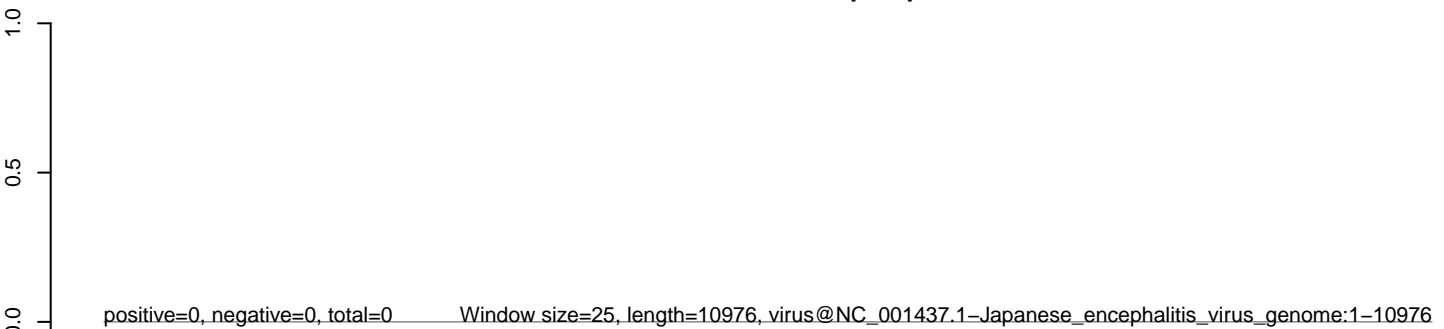 1.0
0.5
0.0
positive=0, negative=0, total=0 Window size=25, length=10976, virus@NC_001437.1−Japanese_encephalitis_virus_genome:1−10976